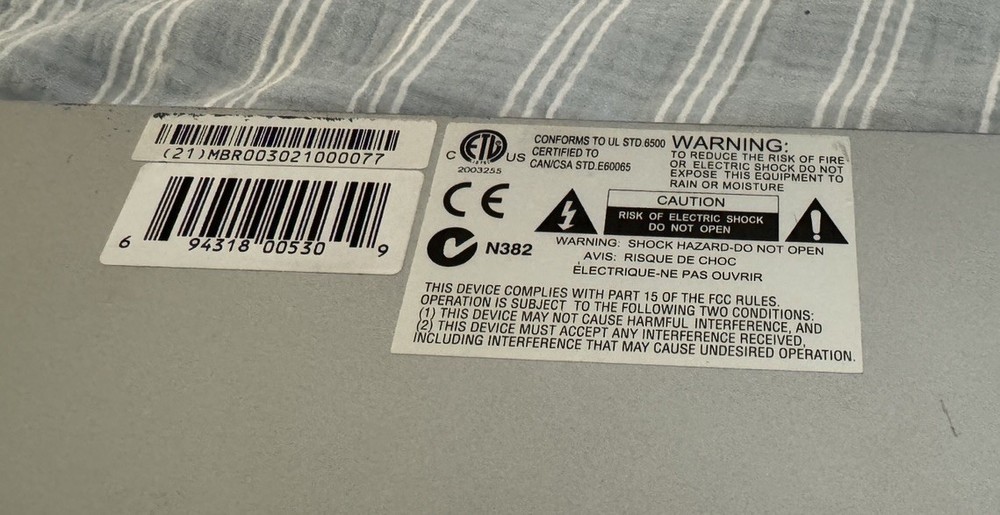 (21)MBR003021000077
6 94318 00530 9
C ETL US
2003255
CONFORMS TO UL STD.6500
CERTIFIED TO
CAN/CSA STD.E60065
WARNING:
TO REDUCE THE RISK OF FIRE
OR ELECTRIC SHOCK DO NOT
EXPOSE THIS EQUIPMENT TO
RAIN OR MOISTURE
CE
N382
CAUTION
RISK OF ELECTRIC SHOCK
DO NOT OPEN
WARNING: SHOCK HAZARD-DO NOT OPEN
AVIS: RISQUE DE CHOC
ÉLECTRIQUE-NE PAS OUVRIR
THIS DEVICE COMPLIES WITH PART 15 OF THE FCC RULES.
OPERATION IS SUBJECT TO THE FOLLOWING TWO CONDITIONS:
(1) THIS DEVICE MAY NOT CAUSE HARMFUL INTERFERENCE, AND
(2) THIS DEVICE MUST ACCEPT ANY INTERFERENCE RECEIVED,
INCLUDING INTERFERENCE THAT MAY CAUSE UNDESIRED OPERATION.